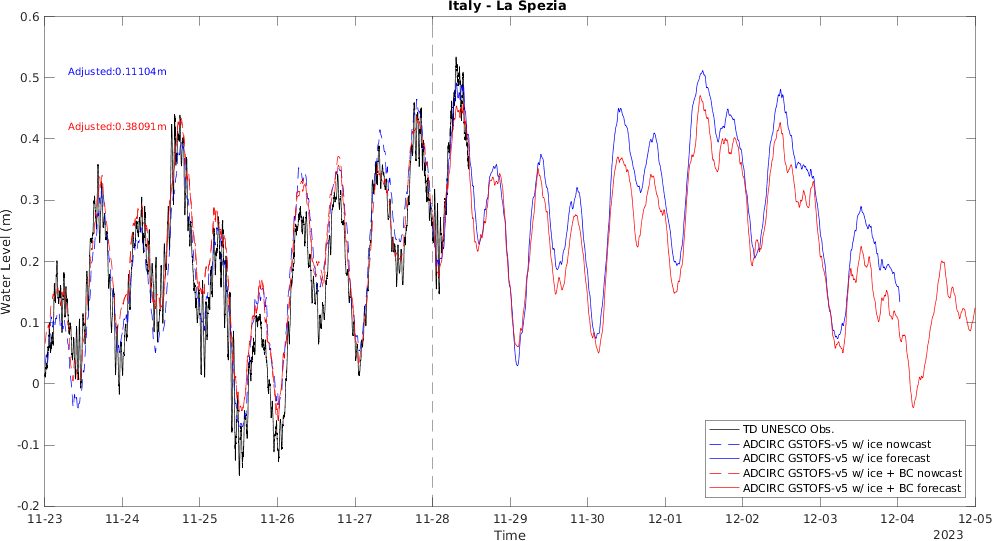 Italy - La Spezia
Water Level (m)
0.6
0.5
0.4
0.3
0.2
0.1
0
-0.1
-0.2
Adjusted:0.11104m
Adjusted:0.38091m
TD UNESCO Obs.
ADCIRC GSTOFS-v5 w/ ice nowcast
ADCIRC GSTOFS-v5 w/ ice forecast
ADCIRC GSTOFS-v5 w/ ice + BC nowcast
ADCIRC GSTOFS-v5 w/ ice + BC forecast
11-23 11-24 11-25 11-26 11-27 11-28 11-29 11-30 12-01 12-02 12-03 12-04 12-05
Time
2023